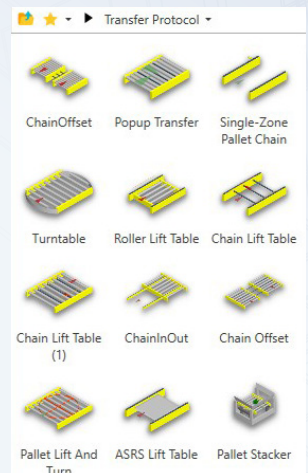 Transfer Protocol
ChainOffset
Popup Transfer
Single-Zone
Pallet Chain
Turntable
Roller Lift Table
Chain Lift Table
Chain Lift Table
(1)
ChainInOut
Chain Offset
Pallet Lift And
Turn
ASRS Lift Table
Pallet Stacker